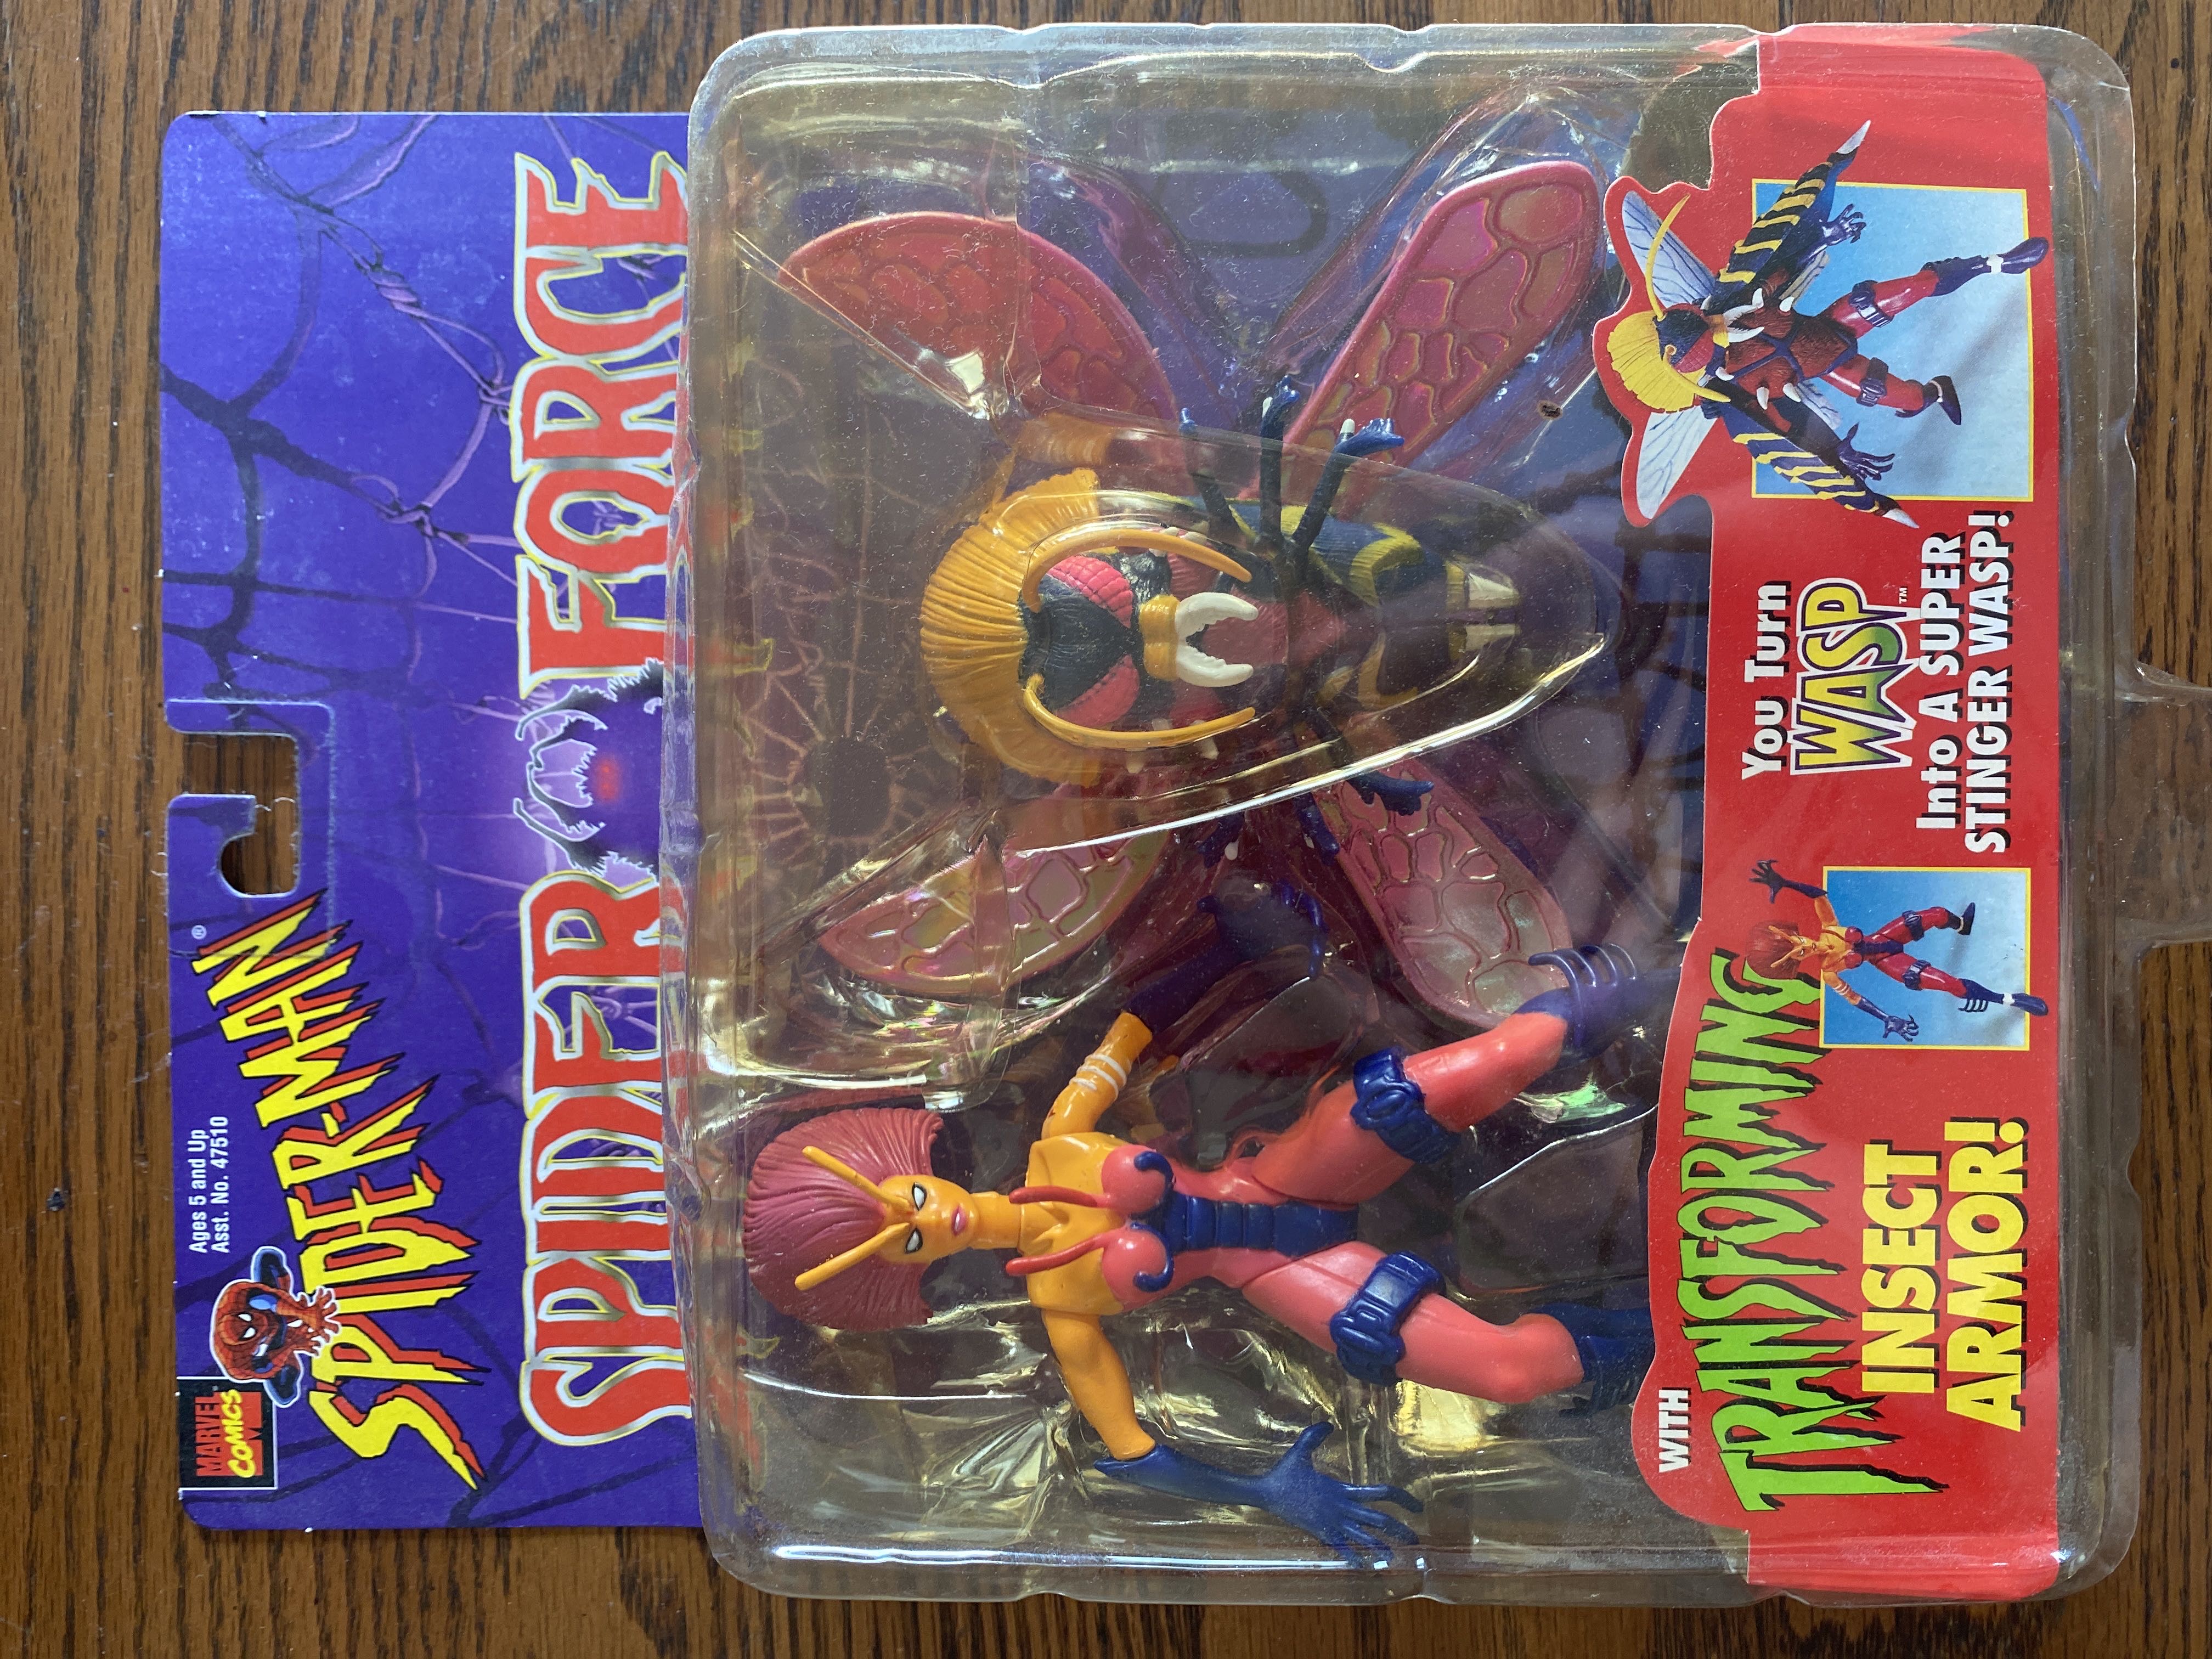 MARVEL
COMICS
Ages 5 and Up
Asst. No. 47510
SPIDER-MAN®
SPIDER FORCE
WITH
TRANSFORMING
INSECT
ARMOR!
You Turn
WASP™
Into A SUPER
STINGER WASP!